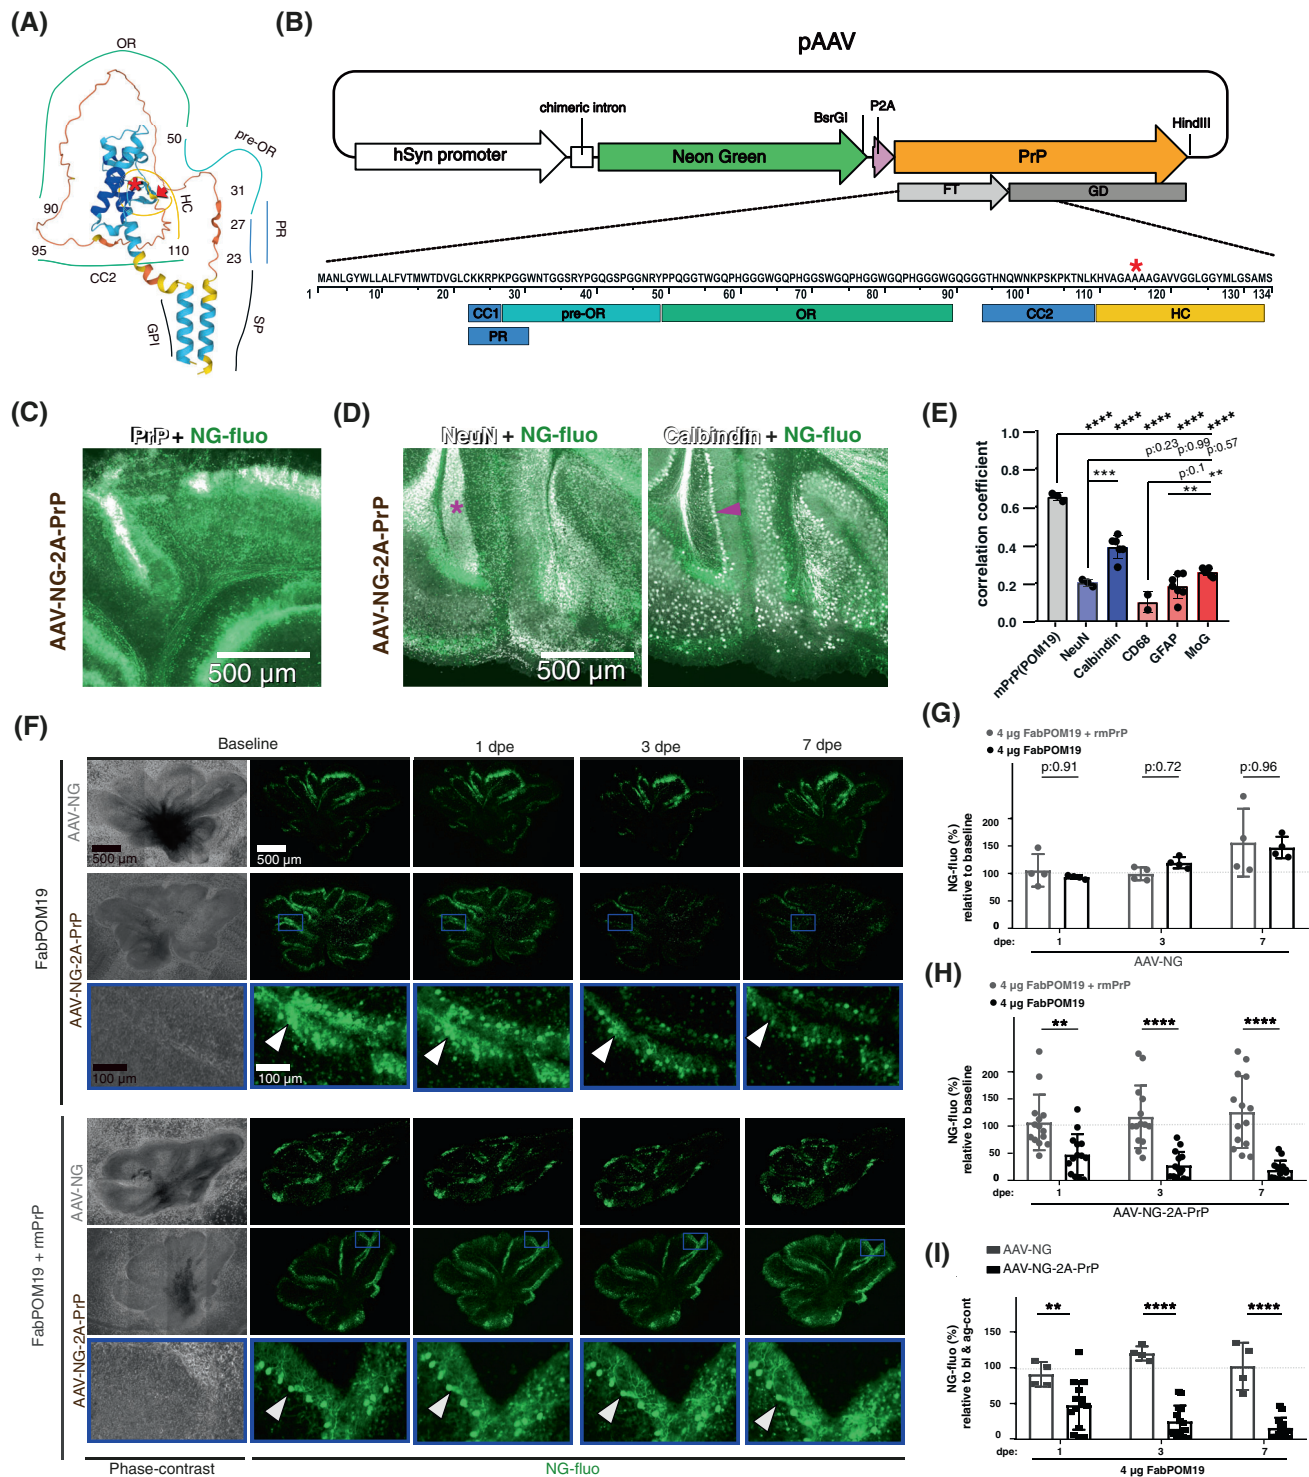 (A)
OR
50
pre-OR
31
90
HC
27
PR
95
110
23
CC2
GPI
SP
(B)
pAAV
chimeric intron
BsrGI
P2A
HindIII
hSyn promoter
Neon Green
PrP
FT
GD
*
MANLGYWLLALFVTMWTDVGLCKKRPKPGGWNTGGSRYPGQGSPGGNRYPPQGGTWGQPHGGGWGQPHGGSWGQPHGGGWGQPHGGGWGQGGGTHNQWNKPSKPKTNLKHVAGAAAAGAVVGGLGGYMLGSAMS
1 10 20 30 40 50 60 70 80 90 100 110 120 130 134
CC1 pre-OR OR CC2 HC
PR
(C)
PrP + NG-fluo
AAV-NG-2A-PrP
500 µm
(D)
NeuN + NG-fluo
Calbindin + NG-fluo
AAV-NG-2A-PrP
*
500 µm
(E)
correlation coefficient
1.0
0.8
0.6
0.4
0.2
0.0
**** **** **** **** ****
p:0.23 p:0.99 p:0.57
***
p:0.1 **
**
mPrP(POM19)
NeuN
Calbindin
CD68
GFAP
MoG
(F)
Baseline
1 dpe
3 dpe
7 dpe
FabPOM19
AAV-NG
500 µm
500 µm
AAV-NG-2A-PrP
100 µm
100 µm
FabPOM19 + rmPrP
AAV-NG
AAV-NG-2A-PrP
Phase-contrast
NG-fluo
(G)
4 µg FabPOM19 + rmPrP
4 µg FabPOM19
p:0.91
p:0.72
p:0.96
NG-fluo (%)
relative to baseline
200
150
100
50
0
dpe: 1 3 7
AAV-NG
(H)
4 µg FabPOM19 + rmPrP
4 µg FabPOM19
** **** ****
NG-fluo (%)
relative to baseline
200
150
100
50
0
dpe: 1 3 7
AAV-NG-2A-PrP
(I)
AAV-NG
AAV-NG-2A-PrP
** **** ****
NG-fluo (%)
relative to bl & ag-cont
150
100
50
0
dpe: 1 3 7
4 µg FabPOM19